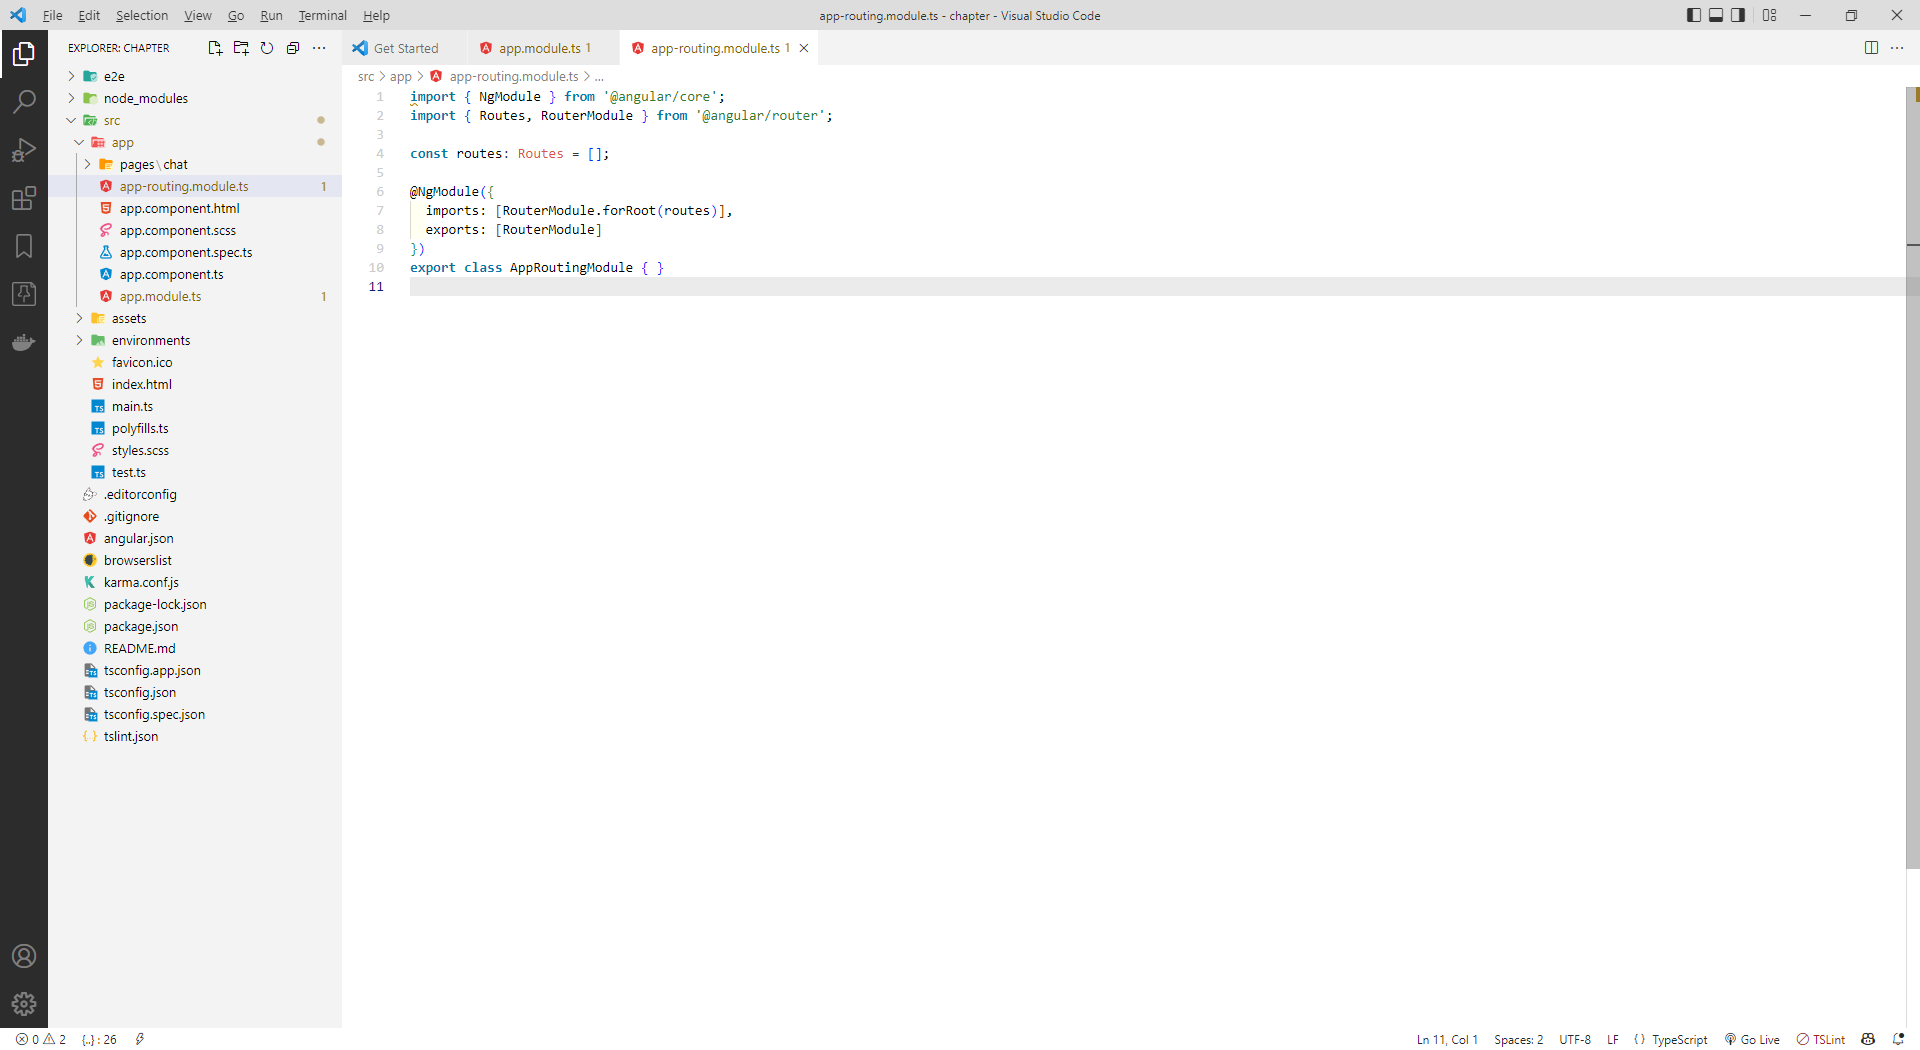 File Edit Selection View Go Run Terminal Help
app-routing.module.ts - chapter - Visual Studio Code
EXPLORER: CHAPTER
e2e
node_modules
src
app
pages\chat
app-routing.module.ts 1
app.component.html
app.component.scss
app.component.spec.ts
app.component.ts
app.module.ts 1
assets
environments
favicon.ico
index.html
main.ts
polyfills.ts
styles.scss
test.ts
.editorconfig
.gitignore
angular.json
browserslist
karma.conf.js
package-lock.json
package.json
README.md
tsconfig.app.json
tsconfig.json
tsconfig.spec.json
tslint.json
Get Started
app.module.ts 1
app-routing.module.ts 1
src > app > app-routing.module.ts > ...
1 import { NgModule } from '@angular/core';
2 import { Routes, RouterModule } from '@angular/router';
3
4 const routes: Routes = [];
5
6 @NgModule({
7 imports: [RouterModule.forRoot(routes)],
8 exports: [RouterModule]
9 })
10 export class AppRoutingModule { }
11
0 2 {..} : 26
Ln 11, Col 1 Spaces: 2 UTF-8 LF { } TypeScript Go Live TSLint